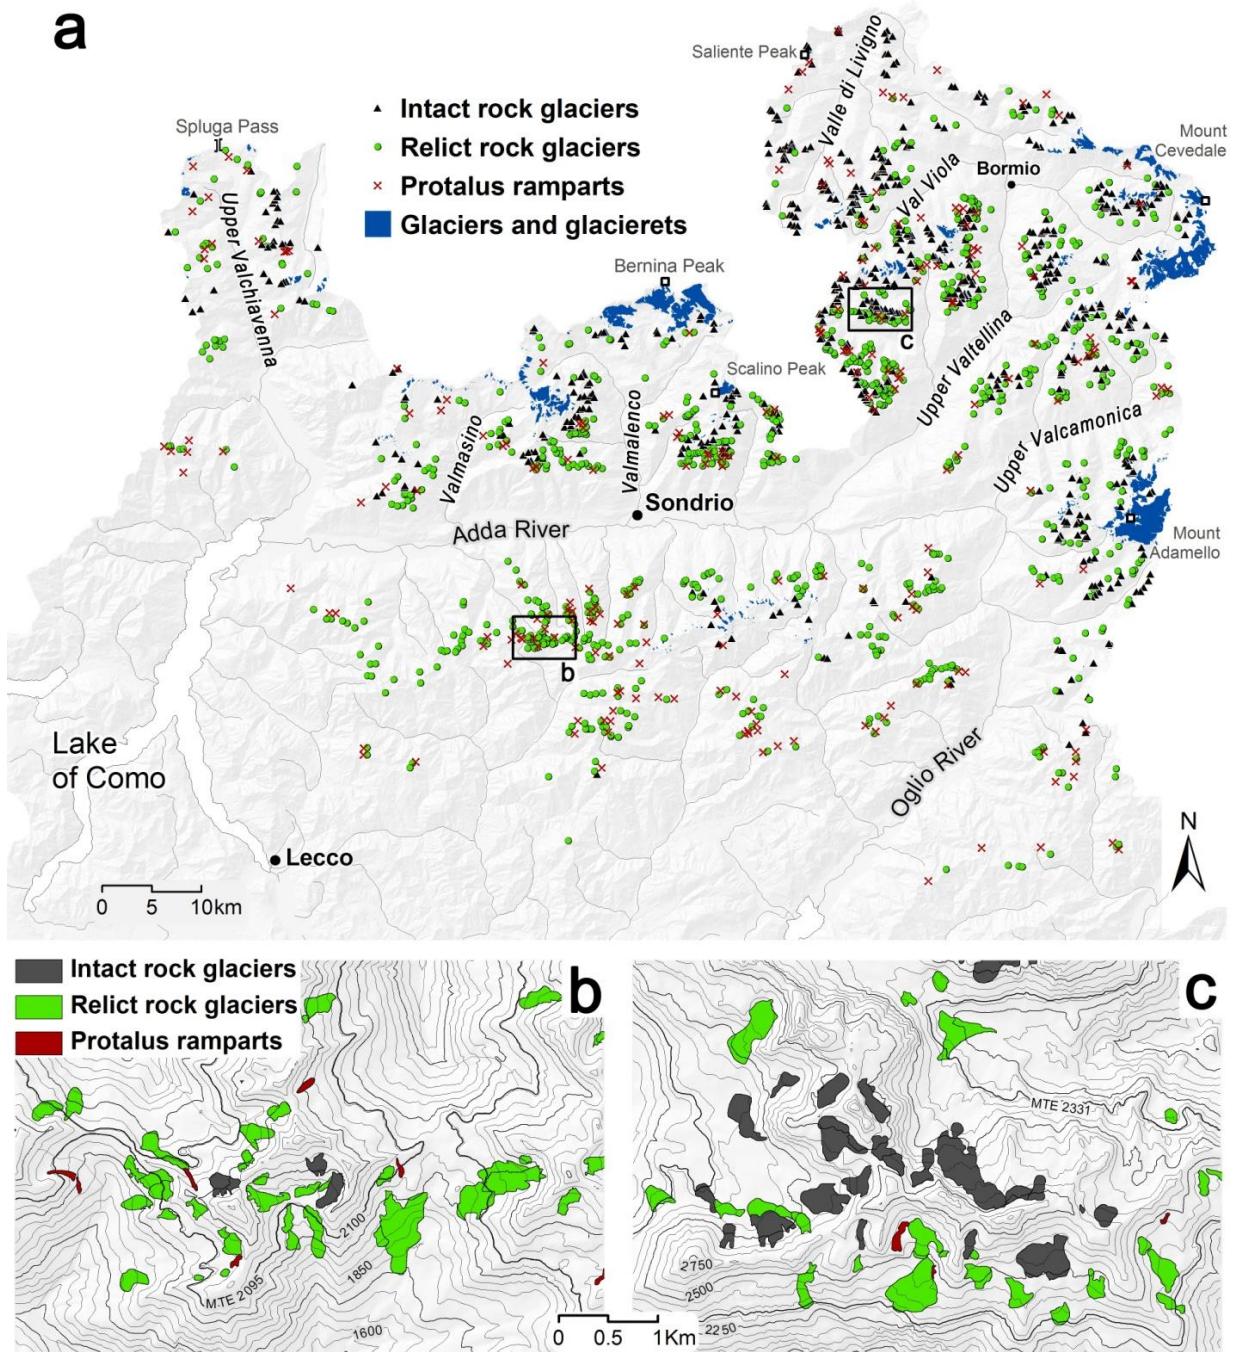 a
Saliente Peak
Valle di Livigno
Intact rock glaciers
Relict rock glaciers
Protalus ramparts
Glaciers and glacierets
Spluga Pass
Upper Valchiavenna
Mount
Cevedale
Val Viola
Bormio
Bernina Peak
c
Scalino Peak
Upper Valtellina
Upper Valcamonica
Valmasino
Valmalenco
Sondrio
Adda River
Mount
Adamello
b
Lake
of Como
Oglio River
Lecco
N
0 5 10km
Intact rock glaciers
Relict rock glaciers
Protalus ramparts
b
MTE 2095
2100
1850
1600
c
MTE 2331
2750
2500
2250
0 0.5 1Km